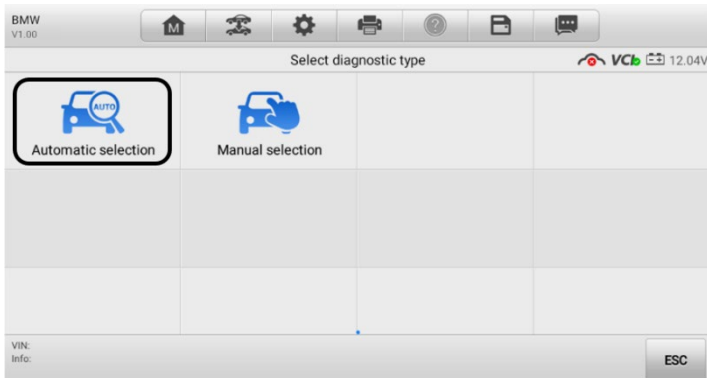 BMW
V1.00
M
Select diagnostic type
VCI 12.04V
AUTO
Automatic selection
Manual selection
VIN:
Info:
ESC